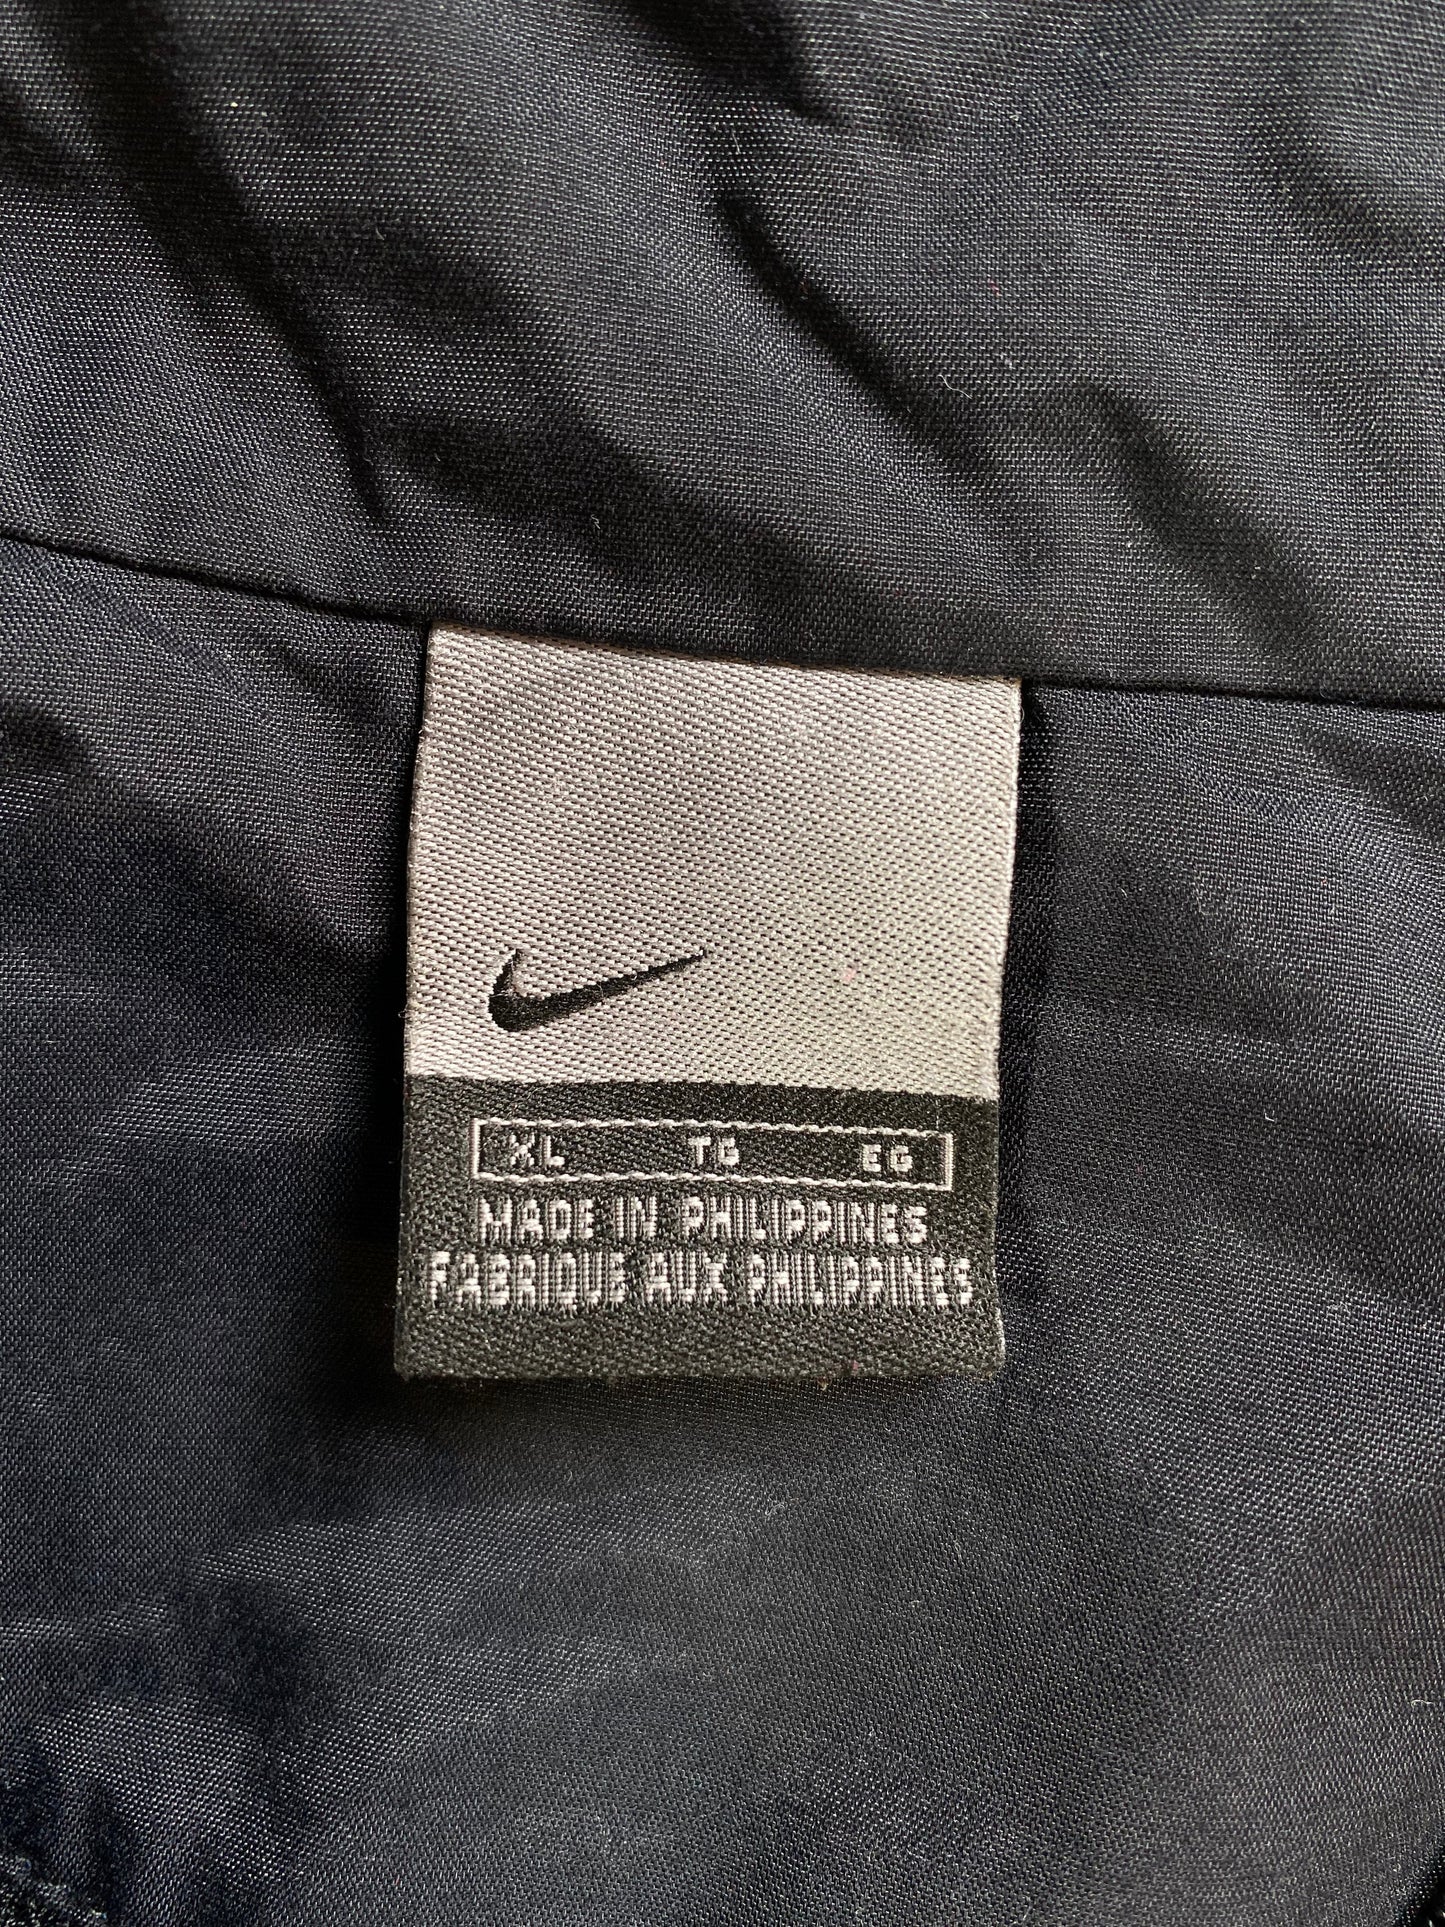 XL TG EG
MADE IN PHILIPPINES
FABRIQUE AUX PHILIPPINES